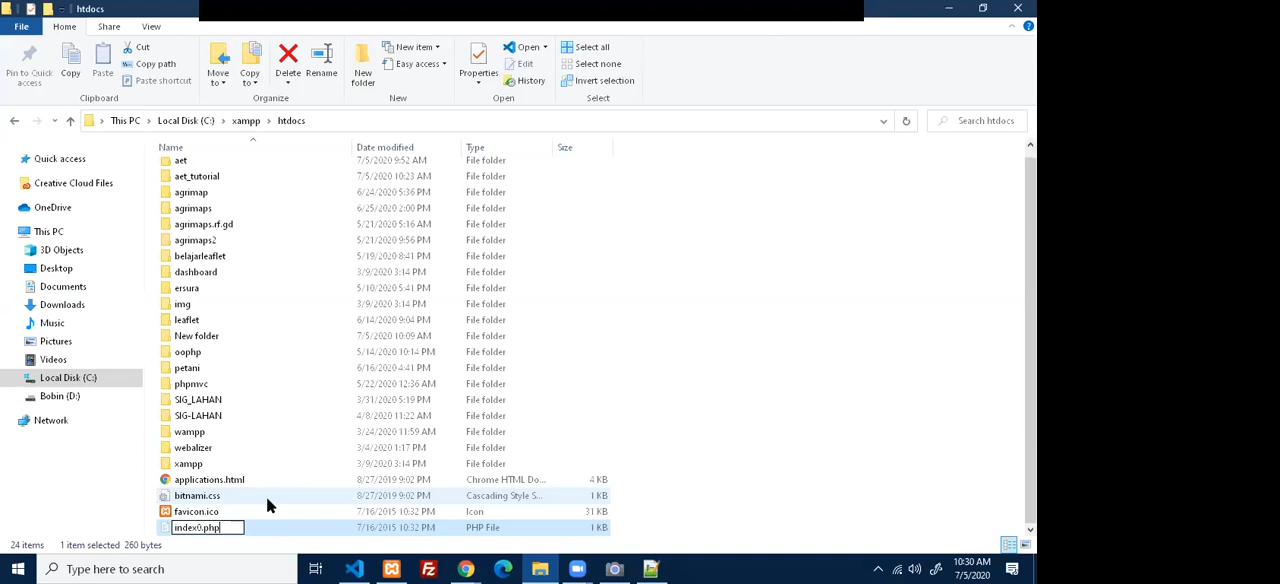 htdocs
File Home Share View
Pin to Quick access
Copy
Paste
Cut
Copy path
Paste shortcut
Move to
Copy to
Delete
Rename
New folder
New item
Easy access
Properties
Open
Edit
History
Select all
Select none
Invert selection
Clipboard Organize New Open Select
This PC Local Disk (C:) xampp htdocs Search htdocs
Name Date modified Type Size
Quick access
Creative Cloud Files
OneDrive
This PC
3D Objects
Desktop
Documents
Downloads
Music
Pictures
Videos
Local Disk (C:)
Bobin (D:)
Network
aet 7/5/2020 9:52 AM File folder
aet_tutorial 7/5/2020 10:23 AM File folder
agrimap 6/24/2020 5:36 PM File folder
agrimaps 6/25/2020 2:00 PM File folder
agrimaps.rf.gd 5/21/2020 5:16 AM File folder
agrimaps2 5/21/2020 9:56 PM File folder
belajarleaflet 5/19/2020 8:41 PM File folder
dashboard 3/9/2020 3:14 PM File folder
ersura 5/10/2020 5:41 PM File folder
img 3/9/2020 3:14 PM File folder
leaflet 6/14/2020 9:04 PM File folder
New folder 7/5/2020 10:09 AM File folder
oophp 5/14/2020 10:14 PM File folder
petani 6/16/2020 4:41 PM File folder
phpmvc 5/22/2020 12:36 AM File folder
SIG_LAHAN 3/31/2020 5:19 PM File folder
SIG-LAHAN 4/8/2020 11:22 AM File folder
wampp 3/24/2020 11:59 AM File folder
webalizer 3/4/2020 1:17 PM File folder
xampp 3/9/2020 3:14 PM File folder
applications.html 8/27/2019 9:02 PM Chrome HTML Do... 4 KB
bitnami.css 8/27/2019 9:02 PM Cascading Style S... 1 KB
favicon.ico 7/16/2015 10:32 PM Icon 31 KB
index0.php 7/16/2015 10:32 PM PHP File 1 KB
24 items 1 item selected 260 bytes
Type here to search
10:30 AM
7/5/2020